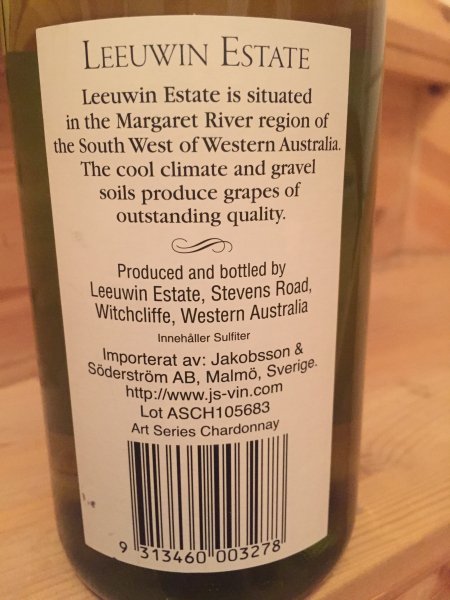 LEEUWIN ESTATE
Leeuwin Estate is situated
in the Margaret River region of
the South West of Western Australia.
The cool climate and gravel
soils produce grapes of
outstanding quality.
Produced and bottled by
Leeuwin Estate, Stevens Road,
Witchcliffe, Western Australia
Innehåller Sulfiter
Importerat av: Jakobsson &
Söderström AB, Malmö, Sverige.
http://www.js-vin.com
Lot ASCH105683
Art Series Chardonnay
9 313460 003278